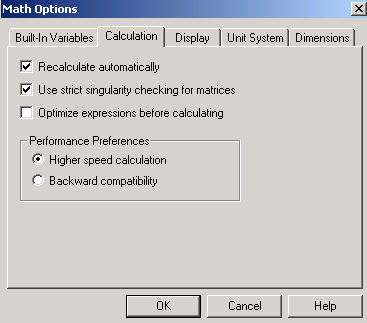 Math Options
Built-In Variables Calculation Display Unit System Dimensions
Recalculate automatically
Use strict singularity checking for matrices
Optimize expressions before calculating
Performance Preferences
Higher speed calculation
Backward compatibility
OK Cancel Help